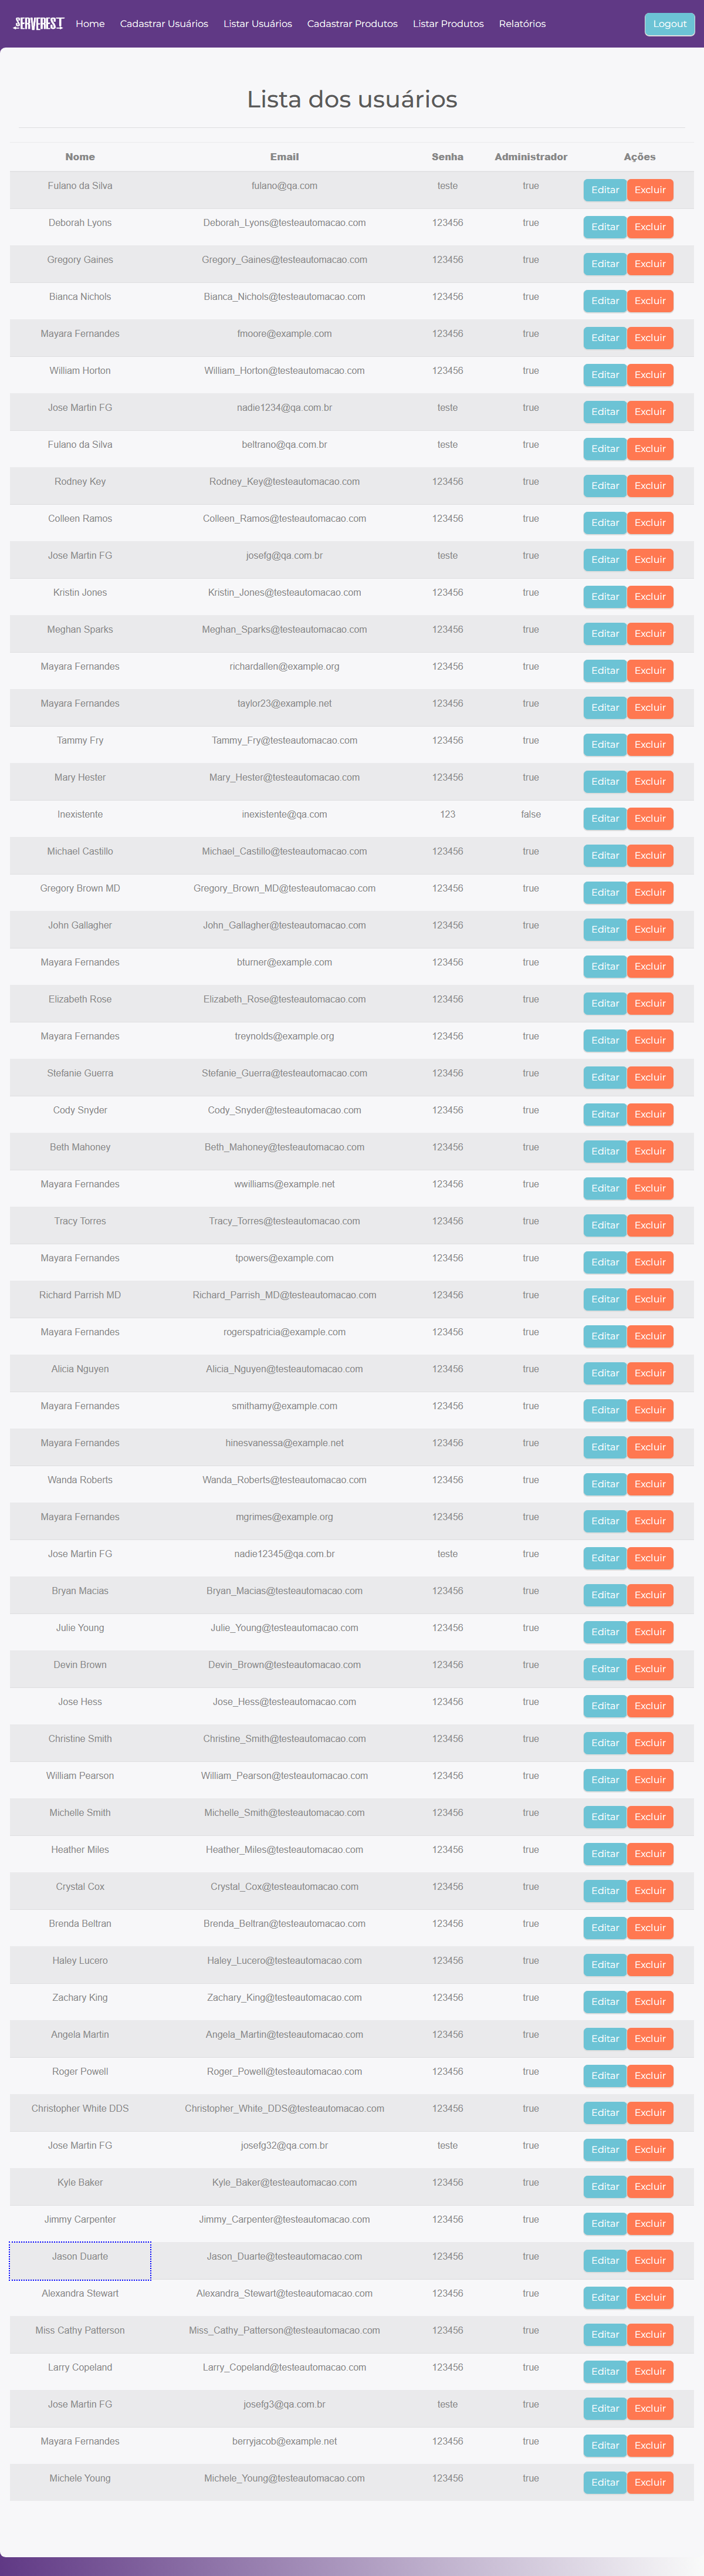 SERVEREST Home Cadastrar Usuários Listar Usuários Cadastrar Produtos Listar Produtos Relatórios Logout
Lista dos usuários
Nome Email Senha Administrador Ações
Fulano da Silva fulano@qa.com teste true Editar Excluir
Deborah Lyons Deborah_Lyons@testeautomacao.com 123456 true Editar Excluir
Gregory Gaines Gregory_Gaines@testeautomacao.com 123456 true Editar Excluir
Bianca Nichols Bianca_Nichols@testeautomacao.com 123456 true Editar Excluir
Mayara Fernandes fmoore@example.com 123456 true Editar Excluir
William Horton William_Horton@testeautomacao.com 123456 true Editar Excluir
Jose Martin FG nadie1234@qa.com.br teste true Editar Excluir
Fulano da Silva beltrano@qa.com.br teste true Editar Excluir
Rodney Key Rodney_Key@testeautomacao.com 123456 true Editar Excluir
Colleen Ramos Colleen_Ramos@testeautomacao.com 123456 true Editar Excluir
Jose Martin FG josefg@qa.com.br teste true Editar Excluir
Kristin Jones Kristin_Jones@testeautomacao.com 123456 true Editar Excluir
Meghan Sparks Meghan_Sparks@testeautomacao.com 123456 true Editar Excluir
Mayara Fernandes richardallen@example.org 123456 true Editar Excluir
Mayara Fernandes taylor23@example.net 123456 true Editar Excluir
Tammy Fry Tammy_Fry@testeautomacao.com 123456 true Editar Excluir
Mary Hester Mary_Hester@testeautomacao.com 123456 true Editar Excluir
Inexistente inexistente@qa.com 123 false Editar Excluir
Michael Castillo Michael_Castillo@testeautomacao.com 123456 true Editar Excluir
Gregory Brown MD Gregory_Brown_MD@testeautomacao.com 123456 true Editar Excluir
John Gallagher John_Gallagher@testeautomacao.com 123456 true Editar Excluir
Mayara Fernandes bturner@example.com 123456 true Editar Excluir
Elizabeth Rose Elizabeth_Rose@testeautomacao.com 123456 true Editar Excluir
Mayara Fernandes treynolds@example.org 123456 true Editar Excluir
Stefanie Guerra Stefanie_Guerra@testeautomacao.com 123456 true Editar Excluir
Cody Snyder Cody_Snyder@testeautomacao.com 123456 true Editar Excluir
Beth Mahoney Beth_Mahoney@testeautomacao.com 123456 true Editar Excluir
Mayara Fernandes wwilliams@example.net 123456 true Editar Excluir
Tracy Torres Tracy_Torres@testeautomacao.com 123456 true Editar Excluir
Mayara Fernandes tpowers@example.com 123456 true Editar Excluir
Richard Parrish MD Richard_Parrish_MD@testeautomacao.com 123456 true Editar Excluir
Mayara Fernandes rogerspatricia@example.com 123456 true Editar Excluir
Alicia Nguyen Alicia_Nguyen@testeautomacao.com 123456 true Editar Excluir
Mayara Fernandes smithamy@example.com 123456 true Editar Excluir
Mayara Fernandes hinesvanessa@example.net 123456 true Editar Excluir
Wanda Roberts Wanda_Roberts@testeautomacao.com 123456 true Editar Excluir
Mayara Fernandes mgrimes@example.org 123456 true Editar Excluir
Jose Martin FG nadie12345@qa.com.br teste true Editar Excluir
Bryan Macias Bryan_Macias@testeautomacao.com 123456 true Editar Excluir
Julie Young Julie_Young@testeautomacao.com 123456 true Editar Excluir
Devin Brown Devin_Brown@testeautomacao.com 123456 true Editar Excluir
Jose Hess Jose_Hess@testeautomacao.com 123456 true Editar Excluir
Christine Smith Christine_Smith@testeautomacao.com 123456 true Editar Excluir
William Pearson William_Pearson@testeautomacao.com 123456 true Editar Excluir
Michelle Smith Michelle_Smith@testeautomacao.com 123456 true Editar Excluir
Heather Miles Heather_Miles@testeautomacao.com 123456 true Editar Excluir
Crystal Cox Crystal_Cox@testeautomacao.com 123456 true Editar Excluir
Brenda Beltran Brenda_Beltran@testeautomacao.com 123456 true Editar Excluir
Haley Lucero Haley_Lucero@testeautomacao.com 123456 true Editar Excluir
Zachary King Zachary_King@testeautomacao.com 123456 true Editar Excluir
Angela Martin Angela_Martin@testeautomacao.com 123456 true Editar Excluir
Roger Powell Roger_Powell@testeautomacao.com 123456 true Editar Excluir
Christopher White DDS Christopher_White_DDS@testeautomacao.com 123456 true Editar Excluir
Jose Martin FG josefg32@qa.com.br teste true Editar Excluir
Kyle Baker Kyle_Baker@testeautomacao.com 123456 true Editar Excluir
Jimmy Carpenter Jimmy_Carpenter@testeautomacao.com 123456 true Editar Excluir
Jason Duarte Jason_Duarte@testeautomacao.com 123456 true Editar Excluir
Alexandra Stewart Alexandra_Stewart@testeautomacao.com 123456 true Editar Excluir
Miss Cathy Patterson Miss_Cathy_Patterson@testeautomacao.com 123456 true Editar Excluir
Larry Copeland Larry_Copeland@testeautomacao.com 123456 true Editar Excluir
Jose Martin FG josefg3@qa.com.br teste true Editar Excluir
Mayara Fernandes berryjacob@example.net 123456 true Editar Excluir
Michele Young Michele_Young@testeautomacao.com 123456 true Editar Excluir